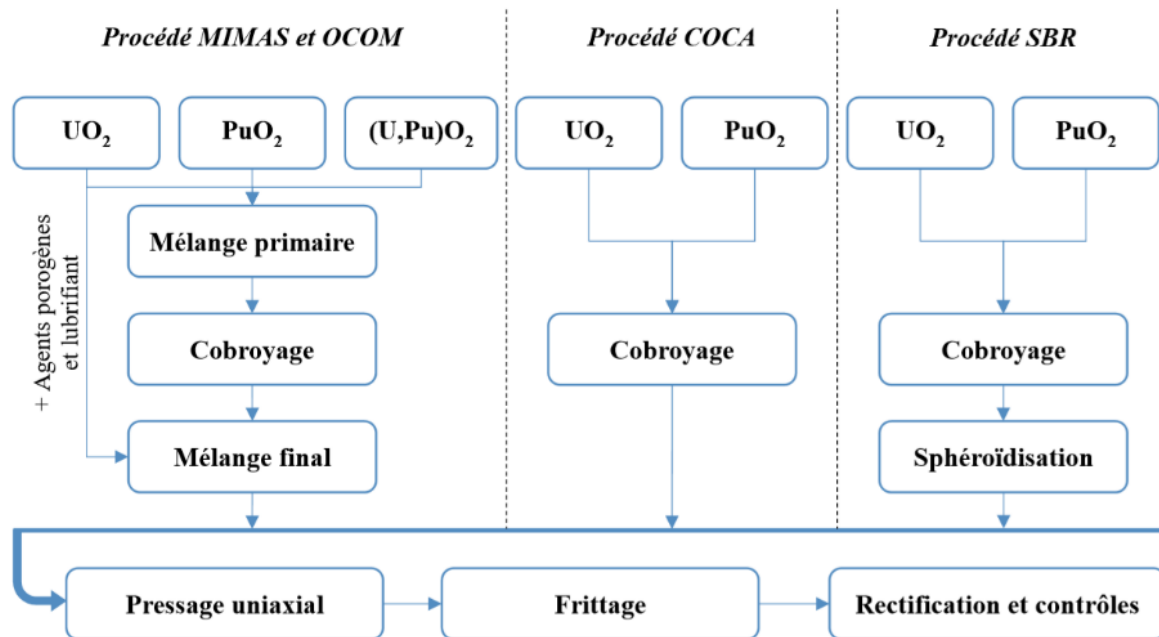 Procédé MIMAS et OCOM
Procédé COCA
Procédé SBR
UO₂
PuO₂
(U,Pu)O₂
UO₂
PuO₂
UO₂
PuO₂
+ Agents porogènes
et lubrifiant
Mélange primaire
Cobroyage
Mélange final
Cobroyage
Cobroyage
Sphéroïdisation
Pressage uniaxial
Frittage
Rectification et contrôles